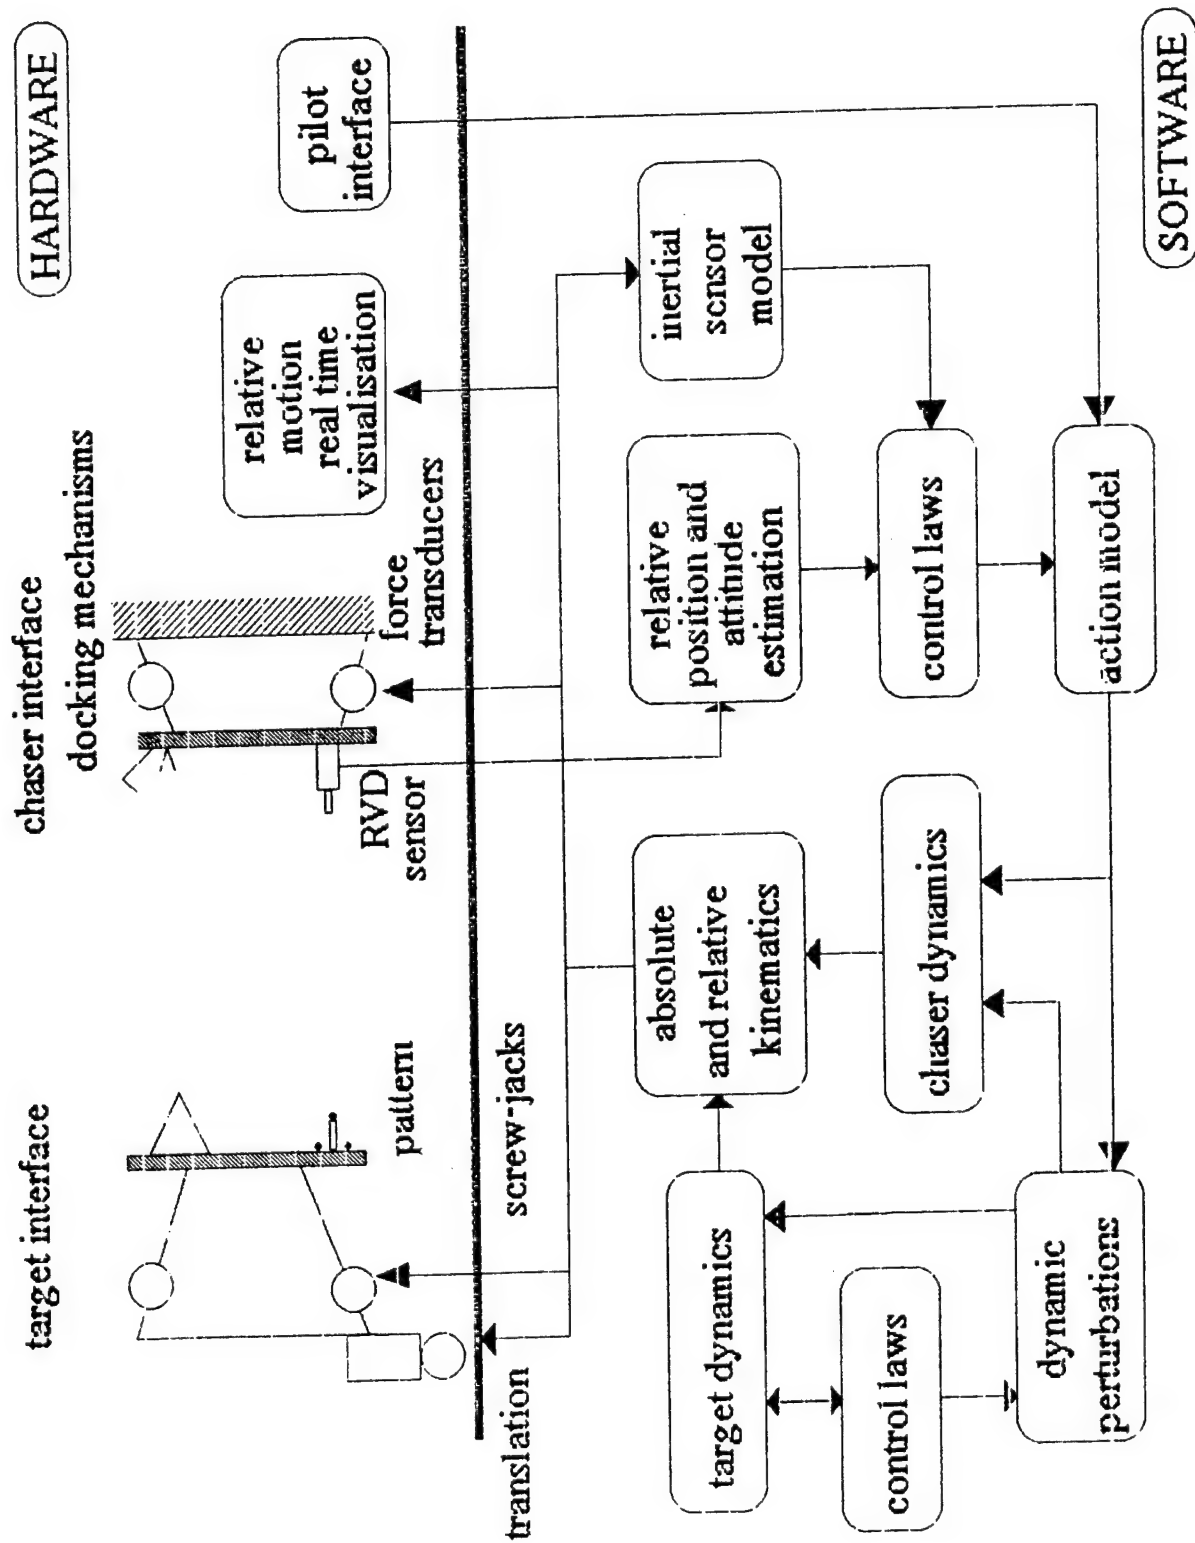 HARDWARE
chaser interface
docking mechanisms
target interface
pilot
interface
relative
motion
real time
visualisation
force
transducers
RVD
sensor
pattern
screw-jacks
translation
inertial
sensor
model
relative
position and
attitude
estimation
absolute
and relative
kinematics
target dynamics
control laws
chaser dynamics
control laws
action model
dynamic
perturbations
SOFTWARE